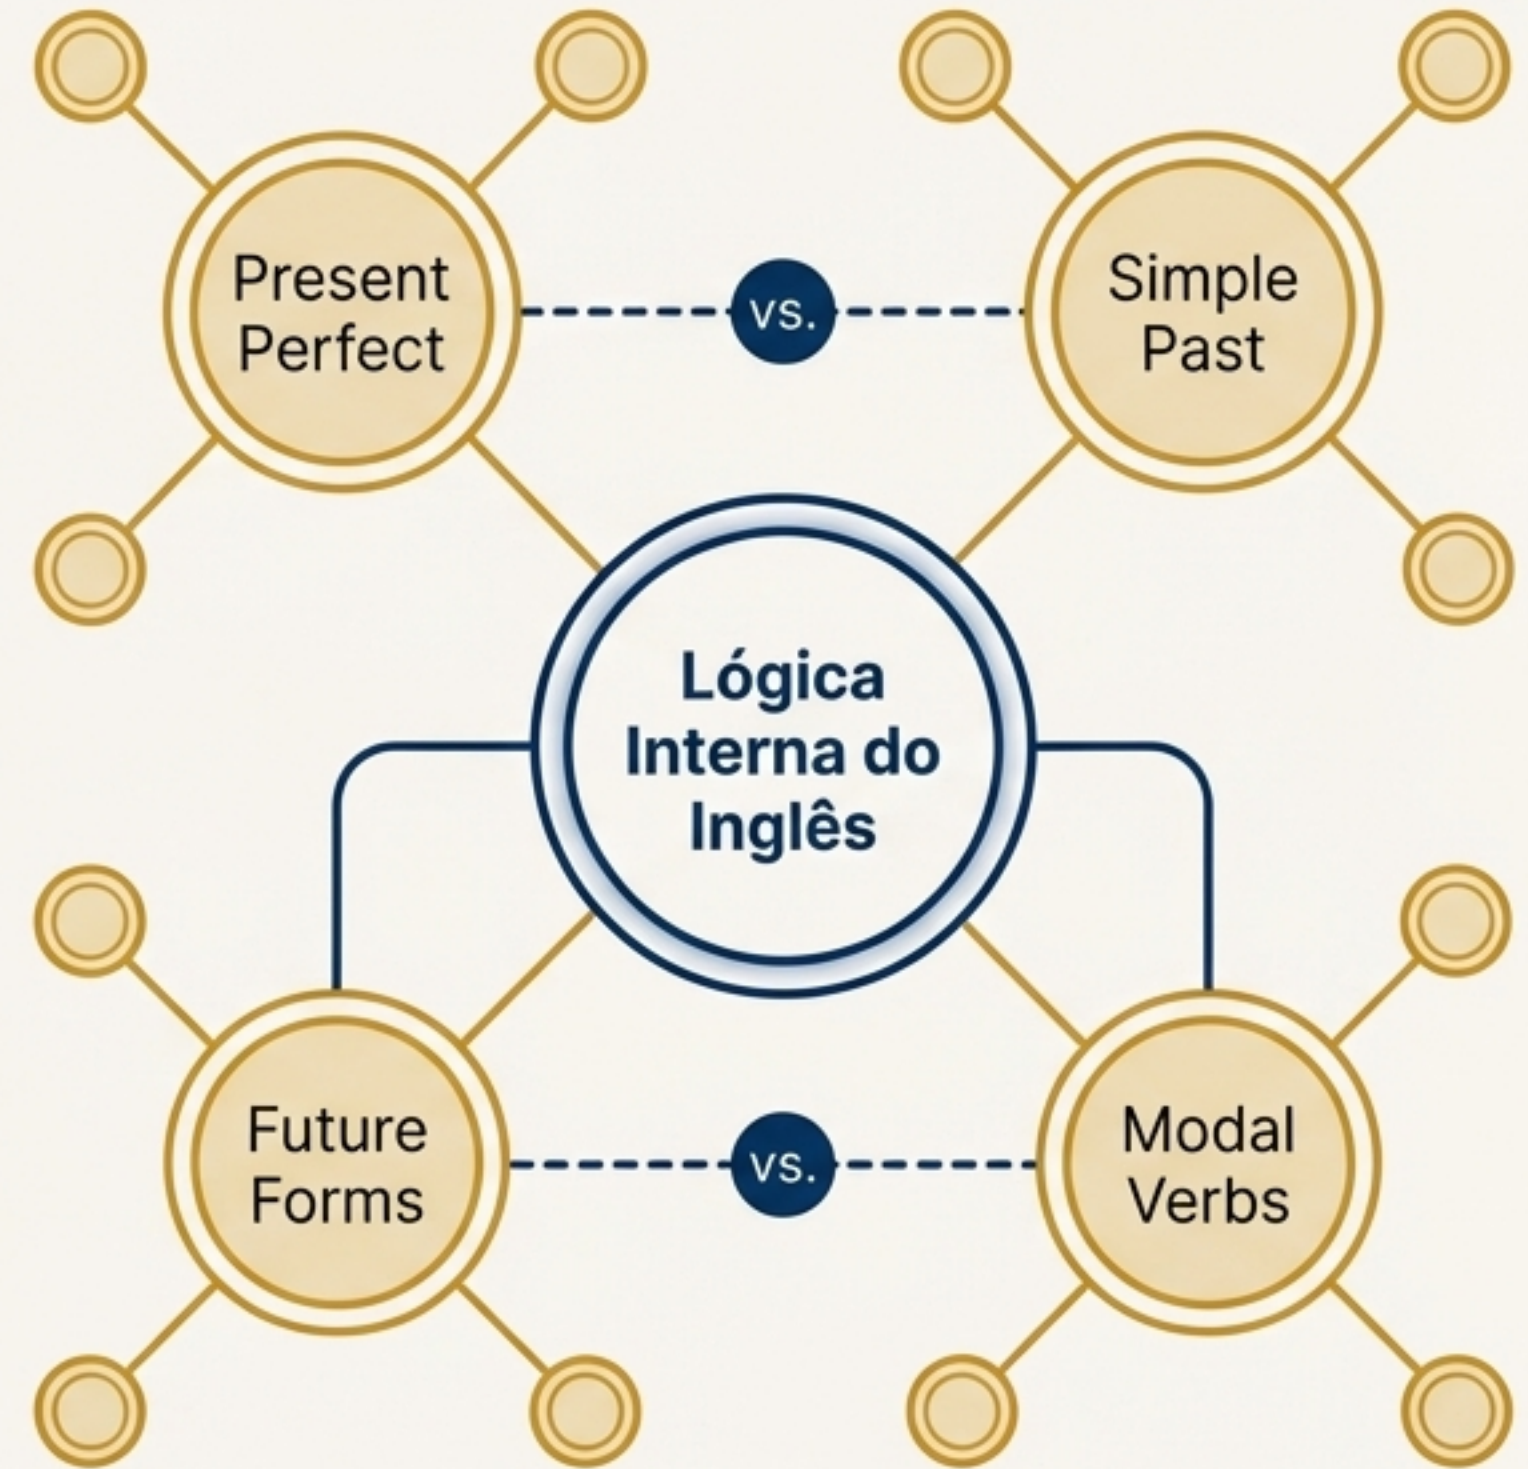 Present
Perfect
vs.
Simple
Past
Lógica
Interna do
Inglês
Future
Forms
vs.
Modal
Verbs